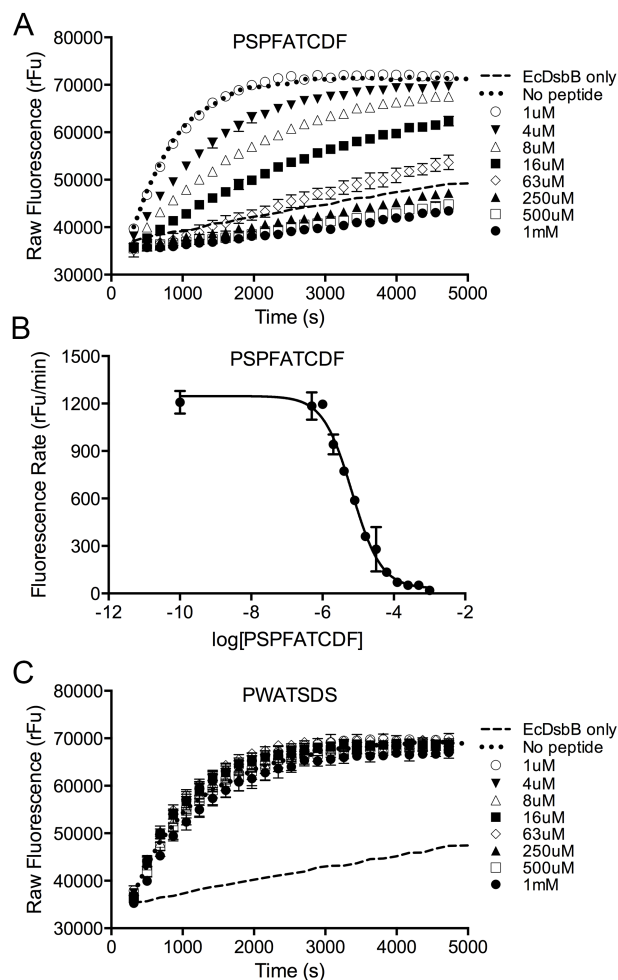 A
PSPFATCDF
80000
70000
60000
50000
40000
30000
Raw Fluorescence (rFu)
0 1000 2000 3000 4000 5000
Time (s)
EcDsbB only
No peptide
1uM
4uM
8uM
16uM
63uM
250uM
500uM
1mM
B
PSPFATCDF
1500
1200
900
600
300
0
Fluorescence Rate (rFu/min)
-12 -10 -8 -6 -4 -2
log[PSPFATCDF]
C
PWATSDS
80000
70000
60000
50000
40000
30000
Raw Fluorescence (rFu)
0 1000 2000 3000 4000 5000
Time (s)
EcDsbB only
No peptide
1uM
4uM
8uM
16uM
63uM
250uM
500uM
1mM